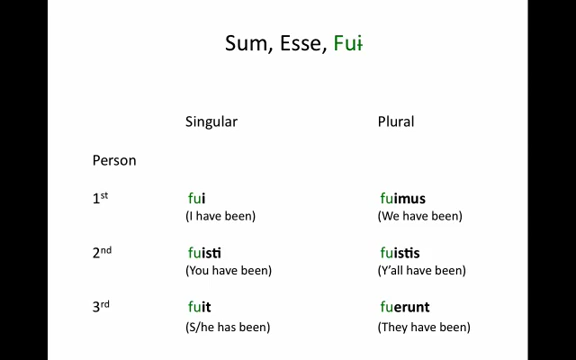 Sum, Esse, Fui
Singular Plural
Person
1st fui fuimus
(I have been) (We have been)
2nd fuisti fuistis
(You have been) (Y'all have been)
3rd fuit fuerunt
(S/he has been) (They have been)